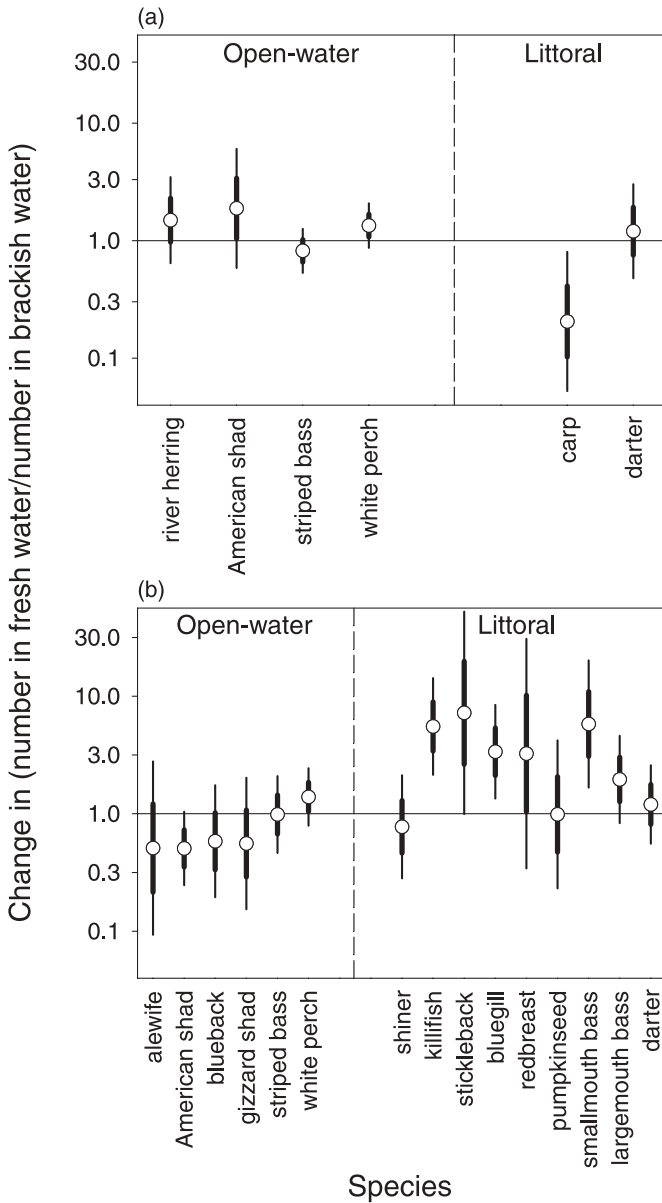 (a)
Open-water
Littoral
30.0
10.0
3.0
1.0
0.3
0.1
river herring
American shad
striped bass
white perch
carp
darter
Change in (number in fresh water/number in brackish water)
(b)
Open-water
Littoral
30.0
10.0
3.0
1.0
0.3
0.1
alewife
American shad
blueback
gizzard shad
striped bass
white perch
shiner
killifish
stickleback
bluegill
redbreast
pumpkinseed
smallmouth bass
largemouth bass
darter
Species